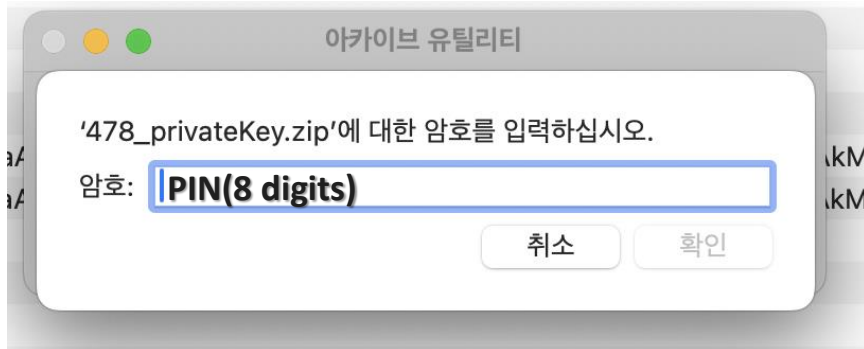 아카이브 유틸리티
'478_privateKey.zip'에 대한 암호를 입력하십시오.
암호: PIN(8 digits)
취소 확인